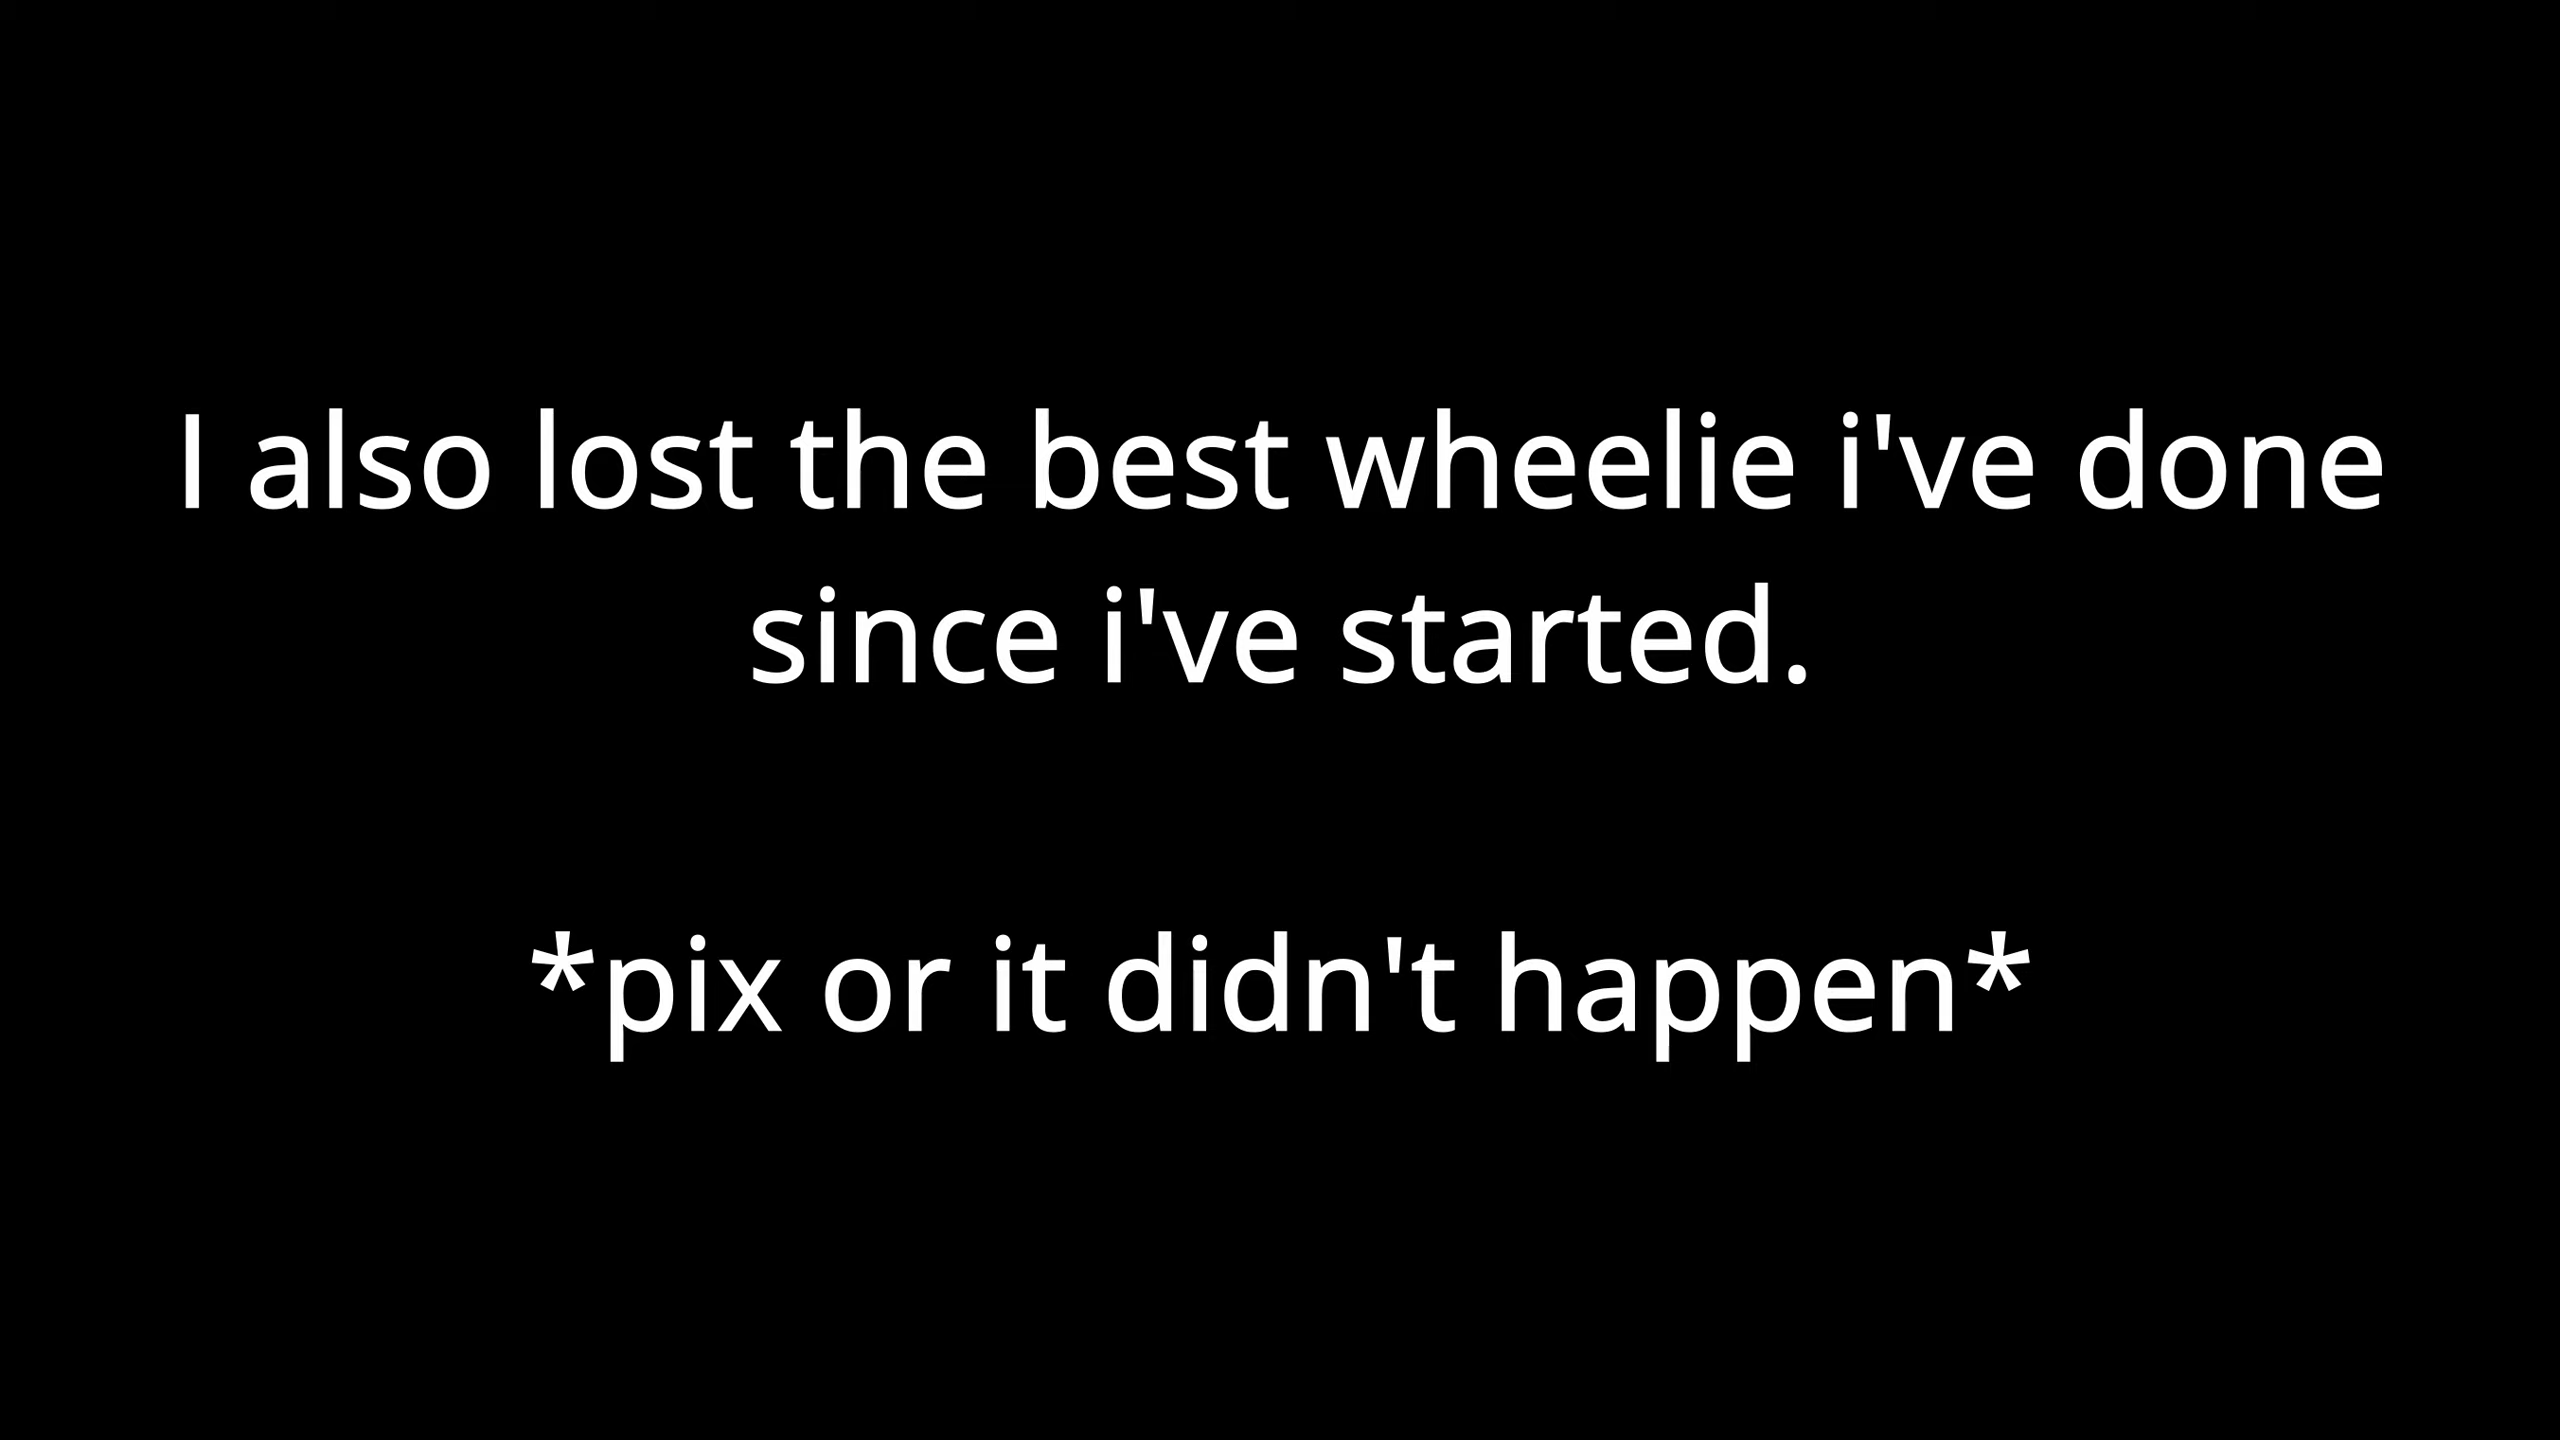 I also lost the best wheelie i've done
since i've started.
*pix or it didn't happen*